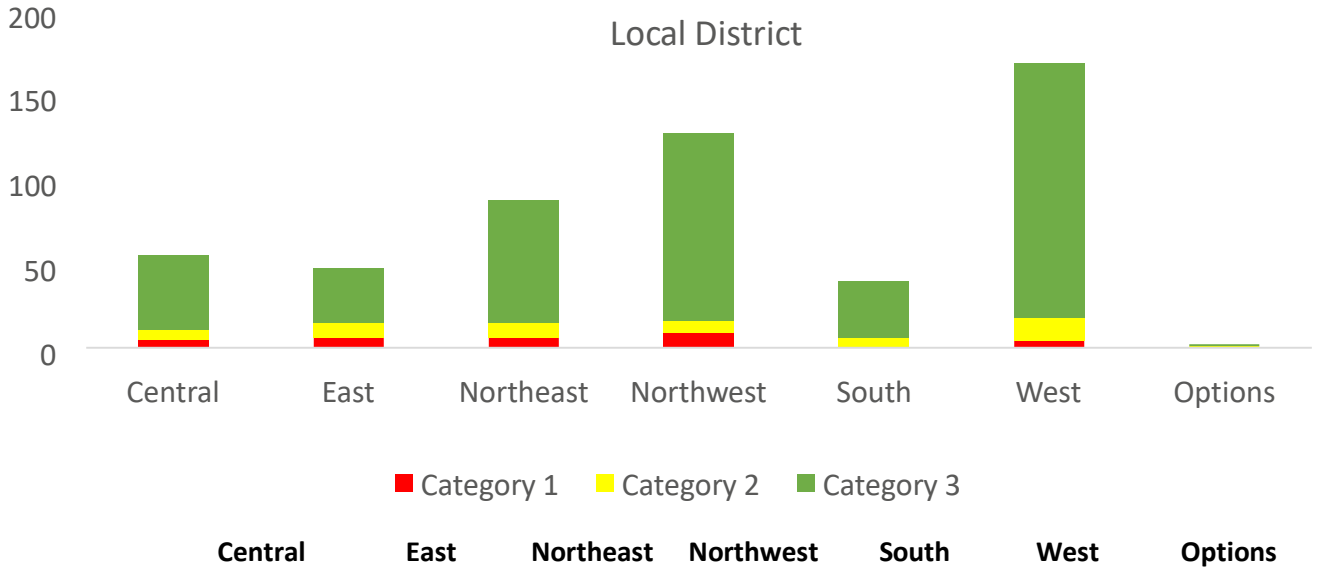 200
Local District
150
100
50
0
Central East Northeast Northwest South West Options
Category 1 Category 2 Category 3
Central East Northeast Northwest South West Options